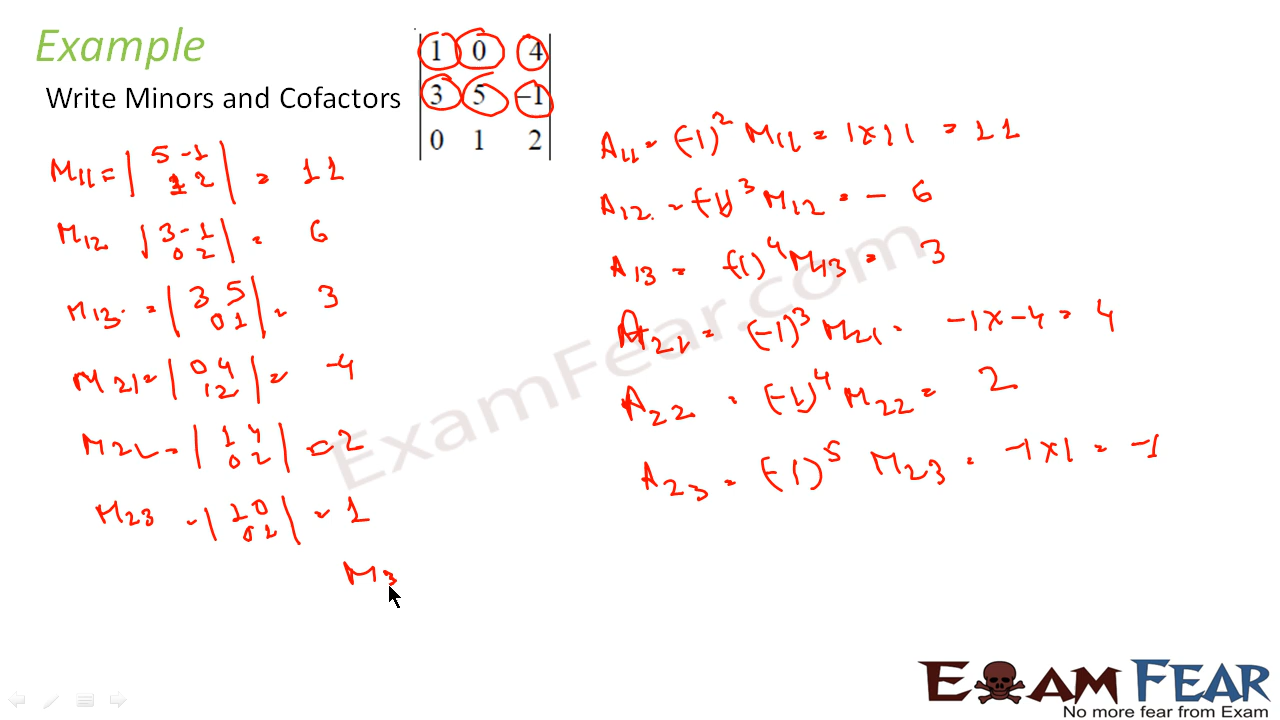 Example
Write Minors and Cofactors
1 0 4
3 5 -1
0 1 2
M11 = | 5 -1 |
| 1 2 | = 11
M12 | 3 -1 |
| 0 2 | = 6
M13 = | 3 5 |
| 0 1 | = 3
M21 = | 0 4 |
| 1 2 | = -4
M22 = | 1 4 |
| 0 2 | = 2
M23 = | 1 0 |
| 0 1 | = 1
M3
A11 = (-1)^2 M11 = 1x11 = 11
A12 = (-1)^3 M12 = - 6
A13 = (-1)^4 M13 = 3
A21 = (-1)^3 M21 = -1x-4 = 4
A22 = (-1)^4 M22 = 2
A23 = (-1)^5 M23 = -1x1 = -1
ExamFear.com
EXAM FEAR
No more fear from Exam